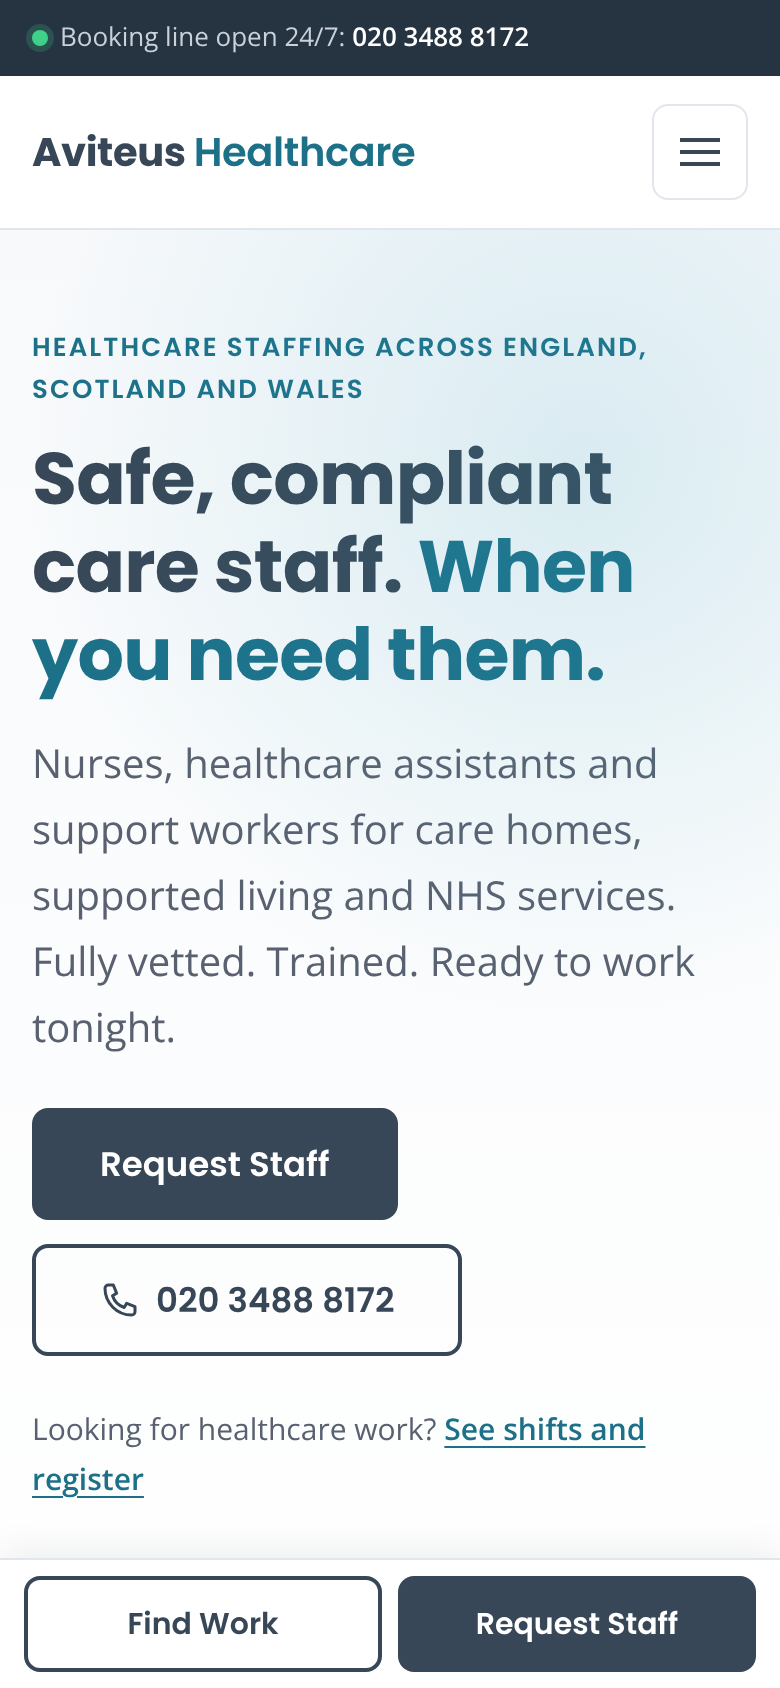 Booking line open 24/7: 020 3488 8172
Aviteus Healthcare
HEALTHCARE STAFFING ACROSS ENGLAND,
SCOTLAND AND WALES
Safe, compliant
care staff. When
you need them.
Nurses, healthcare assistants and
support workers for care homes,
supported living and NHS services.
Fully vetted. Trained. Ready to work
tonight.
Request Staff
020 3488 8172
Looking for healthcare work? See shifts and
register
Find Work
Request Staff